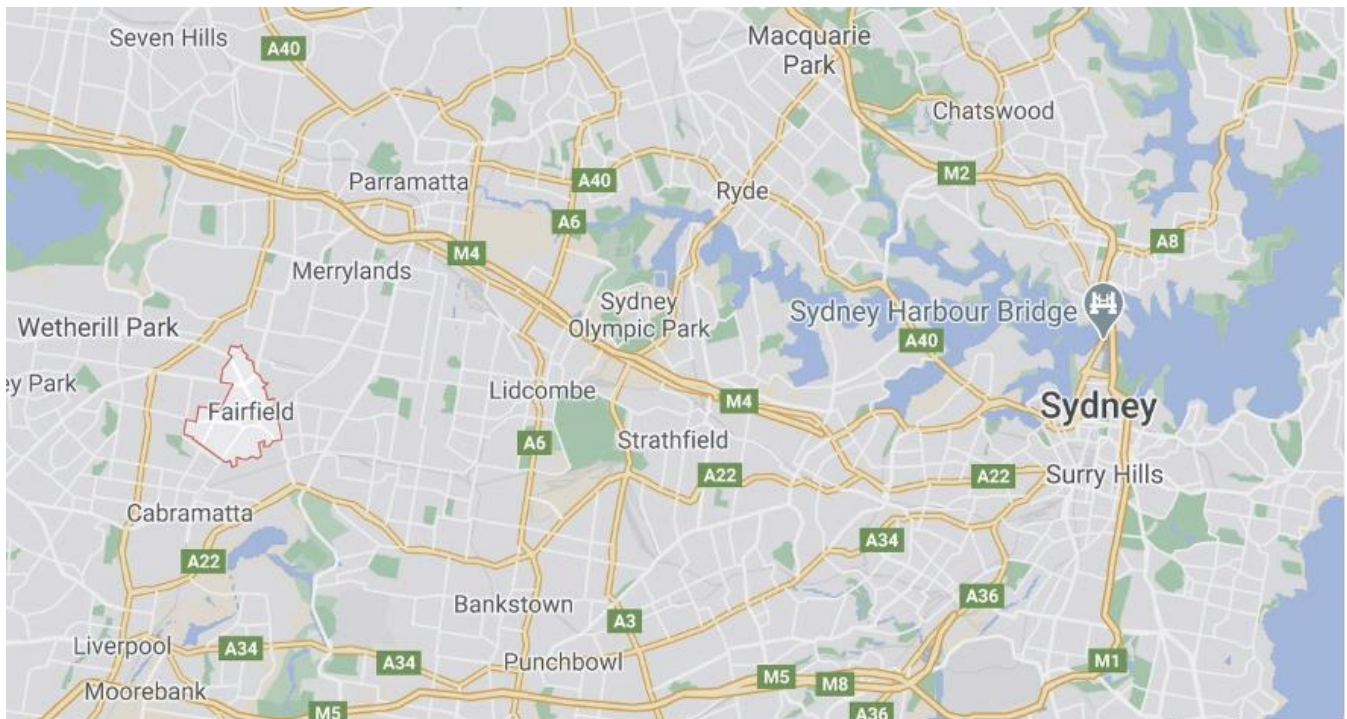 Seven Hills
A40
Macquarie
Park
Chatswood
Parramatta
A40
Ryde
M2
A6
A8
M4
Merrylands
Sydney
Olympic Park
Sydney Harbour Bridge
Wetherill Park
A40
ey Park
Lidcombe
M4
Fairfield
Sydney
A6
Strathfield
A22
A22
Surry Hills
Cabramatta
A34
A22
Bankstown
A36
A3
Liverpool
A34
A34
Punchbowl
M1
Moorebank
M5
M8
M5
A36